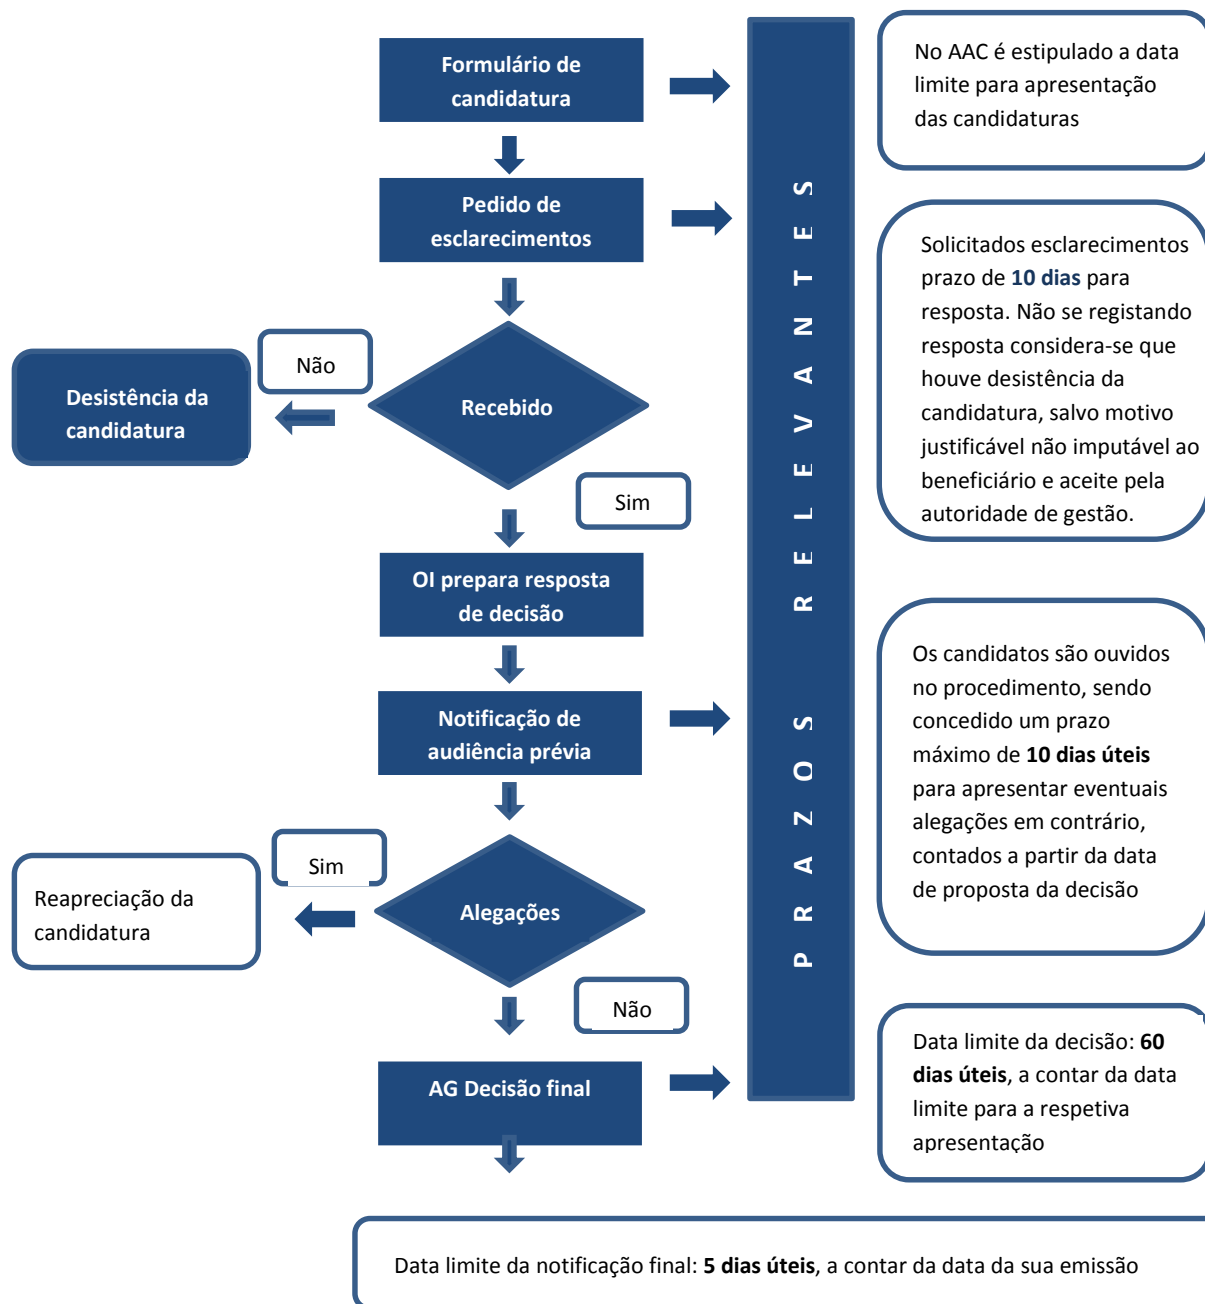 Formulário de
candidatura
No AAC é estipulado a data
limite para apresentação
das candidaturas
Pedido de
esclarecimentos
Solicitados esclarecimentos
prazo de 10 dias para
resposta. Não se registando
resposta considera-se que
houve desistência da
candidatura, salvo motivo
justificável não imputável ao
beneficiário e aceite pela
autoridade de gestão.
Não
Desistência da
candidatura
Recebido
Sim
OI prepara resposta
de decisão
Notificação de
audiência prévia
Os candidatos são ouvidos
no procedimento, sendo
concedido um prazo
máximo de 10 dias úteis
para apresentar eventuais
alegações em contrário,
contados a partir da data
de proposta da decisão
Sim
Reapreciação da
candidatura
Alegações
Não
AG Decisão final
Data limite da decisão: 60
dias úteis, a contar da data
limite para a respetiva
apresentação
PRAZOS RELEVANTES
Data limite da notificação final: 5 dias úteis, a contar da data da sua emissão